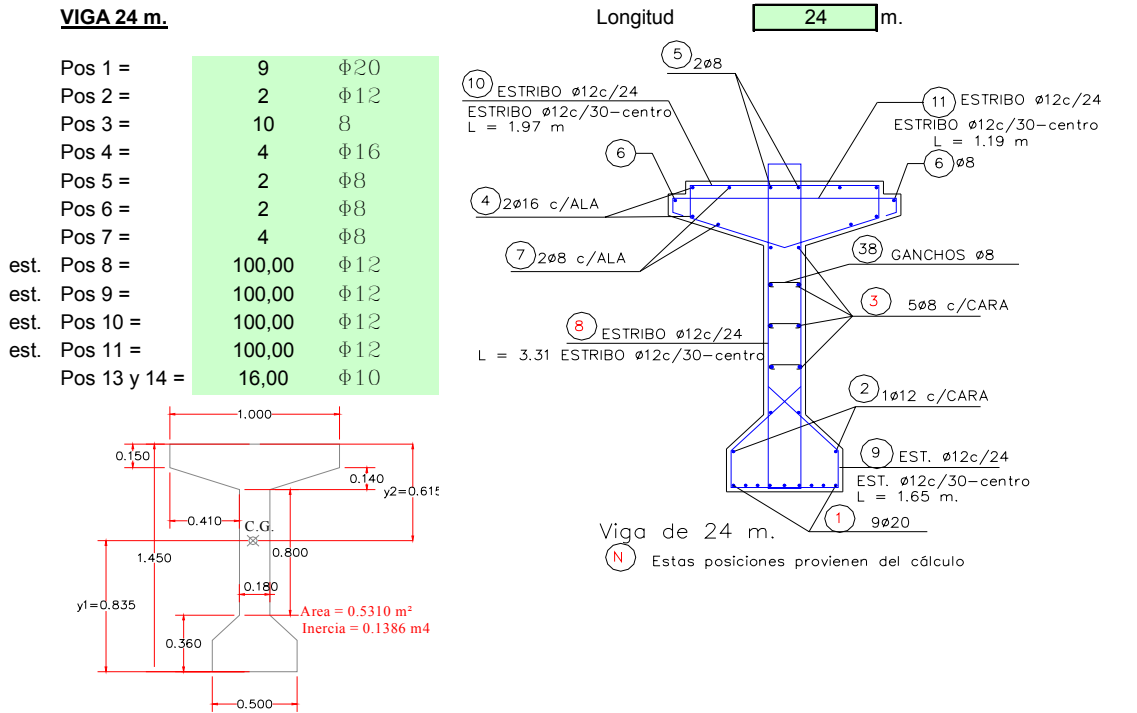 VIGA 24 m.
Longitud 24 m.
Pos 1 = 9 Φ20
Pos 2 = 2 Φ12
Pos 3 = 10 8
Pos 4 = 4 Φ16
Pos 5 = 2 Φ8
Pos 6 = 2 Φ8
Pos 7 = 4 Φ8
est. Pos 8 = 100,00 Φ12
est. Pos 9 = 100,00 Φ12
est. Pos 10 = 100,00 Φ12
est. Pos 11 = 100,00 Φ12
Pos 13 y 14 = 16,00 Φ10
5 2ø8
10 ESTRIBO ø12c/24
ESTRIBO ø12c/30-centro
L = 1.97 m
11 ESTRIBO ø12c/24
ESTRIBO ø12c/30-centro
L = 1.19 m
6
6 ø8
4 2ø16 c/ALA
7 2ø8 c/ALA
38 GANCHOS ø8
3 5ø8 c/CARA
8 ESTRIBO ø12c/24
L = 3.31 ESTRIBO ø12c/30-centro
2 1ø12 c/CARA
9 EST. ø12c/24
EST. ø12c/30-centro
L = 1.65 m.
1 9ø20
Viga de 24 m.
N Estas posiciones provienen del cálculo
1.000
0.150
0.140
y2=0.615
0.410
C.G.
1.450
0.800
0.180
y1=0.835
Area = 0.5310 m²
Inercia = 0.1386 m4
0.360
0.500